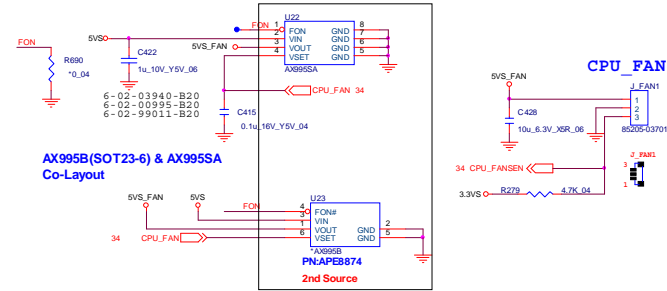 FON
R690
*0_04
5VS
C422
1u_10V_Y5V_06
6-02-03940-B20
6-02-00995-B20
6-02-99011-B20
FON
5VS_FAN
U22
1 FON GND 8
2 VIN GND 7
3 VOUT GND 6
4 VSET GND 5
AX995SA
CPU_FAN 34
C415
0.1u_16V_Y5V_04
AX995B(SOT23-6) & AX995SA
Co-Layout
5VS_FAN
5VS
FON
34 CPU_FAN
U23
4 FON#
3 VIN
1 VOUT GND 2
6 VSET GND 5
*AX995B
PN:APE8874
2nd Source
CPU_FAN
5VS_FAN
J_FAN1
1
2
3
85205-03701
C428
10u_6.3V_X5R_06
34 CPU_FANSEN
3.3VS
R279
4.7K_04
J_FAN1
3
1